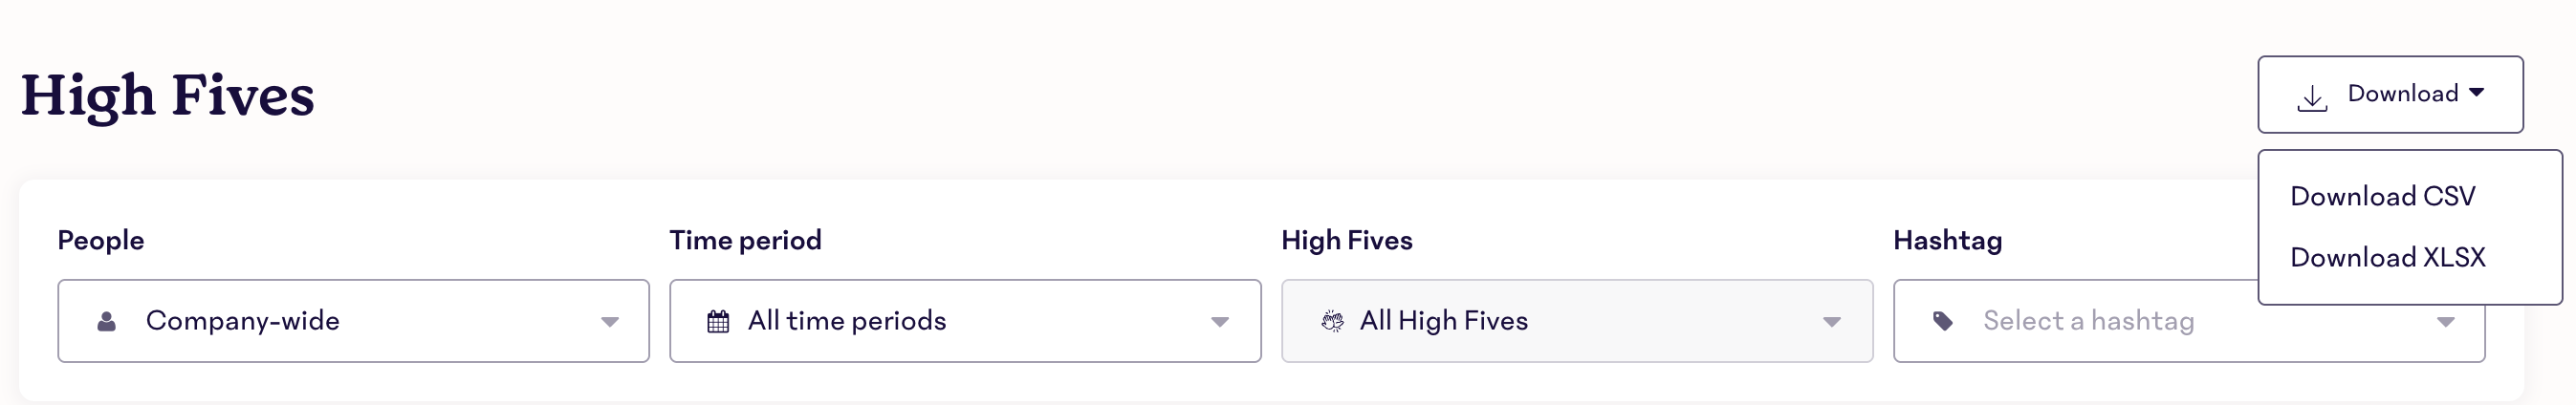 High Fives
Download
Download CSV
Download XLSX
People
Time period
High Fives
Hashtag
Company-wide
All time periods
All High Fives
Select a hashtag